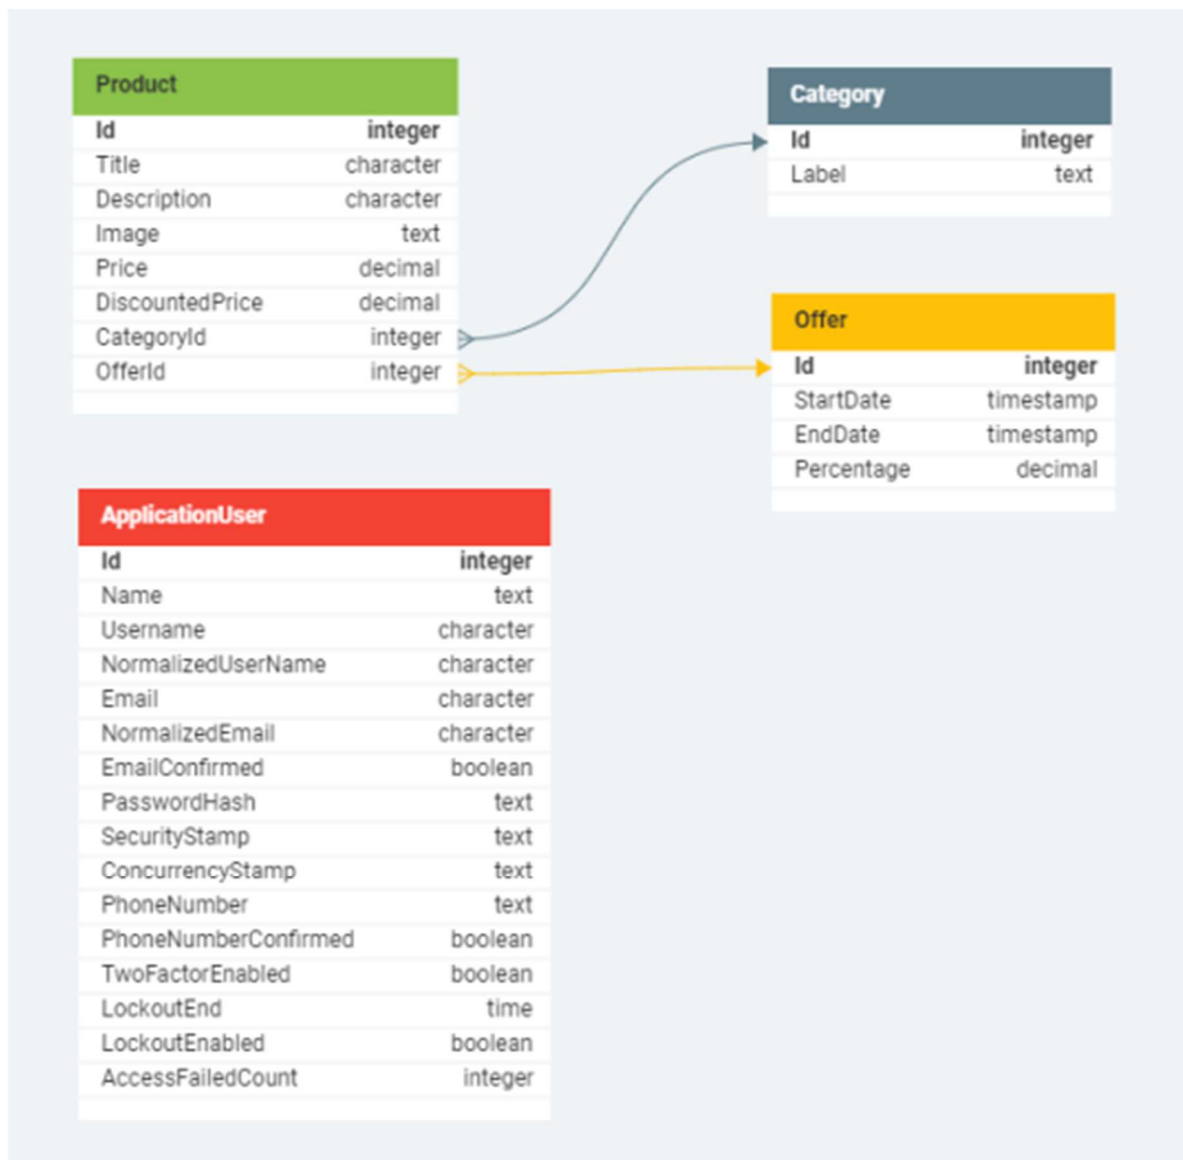 Product
Id integer
Title character
Description character
Image text
Price decimal
DiscountedPrice decimal
CategoryId integer
OfferId integer
Category
Id integer
Label text
Offer
Id integer
StartDate timestamp
EndDate timestamp
Percentage decimal
ApplicationUser
Id integer
Name text
Username character
NormalizedUserName character
Email character
NormalizedEmail character
EmailConfirmed boolean
PasswordHash text
SecurityStamp text
ConcurrencyStamp text
PhoneNumber text
PhoneNumberConfirmed boolean
TwoFactorEnabled boolean
LockoutEnd time
LockoutEnabled boolean
AccessFailedCount integer